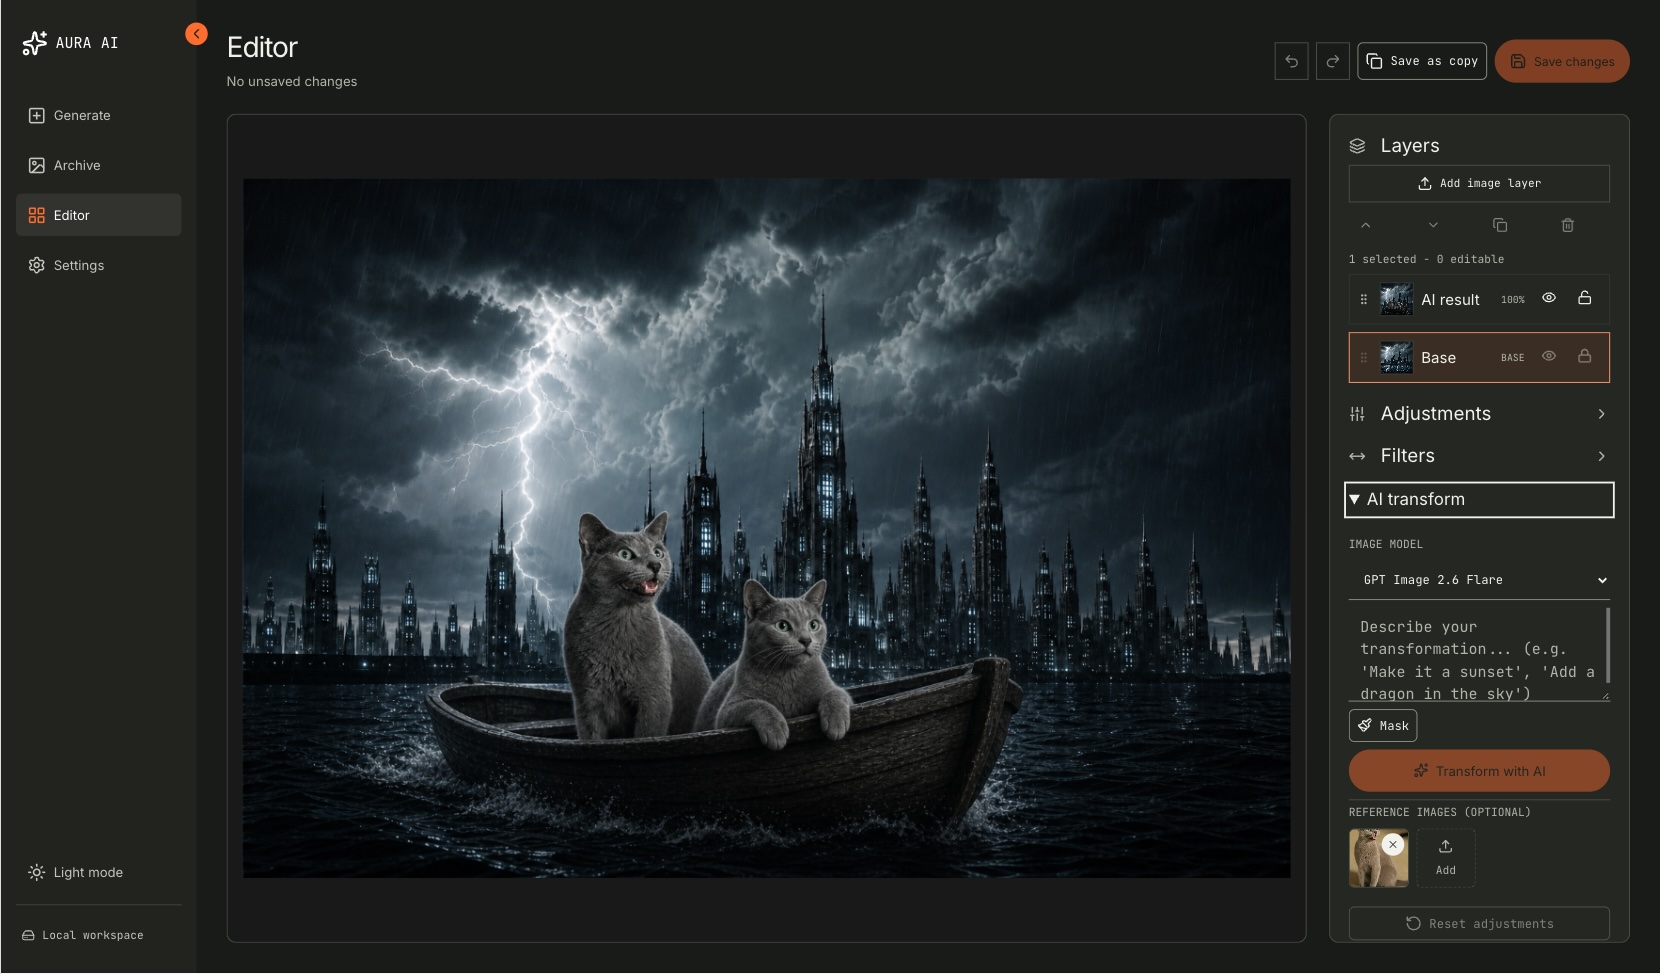 AURA AI
Generate
Archive
Editor
Settings
Light mode
Local workspace
Editor
No unsaved changes
Save as copy
Save changes
Layers
Add image layer
1 selected - 0 editable
AI result 100%
Base BASE
Adjustments
Filters
AI transform
IMAGE MODEL
GPT Image 2.6 Flare
Describe your
transformation... (e.g.
'Make it a sunset', 'Add a
dragon in the sky')
Mask
Transform with AI
REFERENCE IMAGES (OPTIONAL)
Add
Reset adjustments